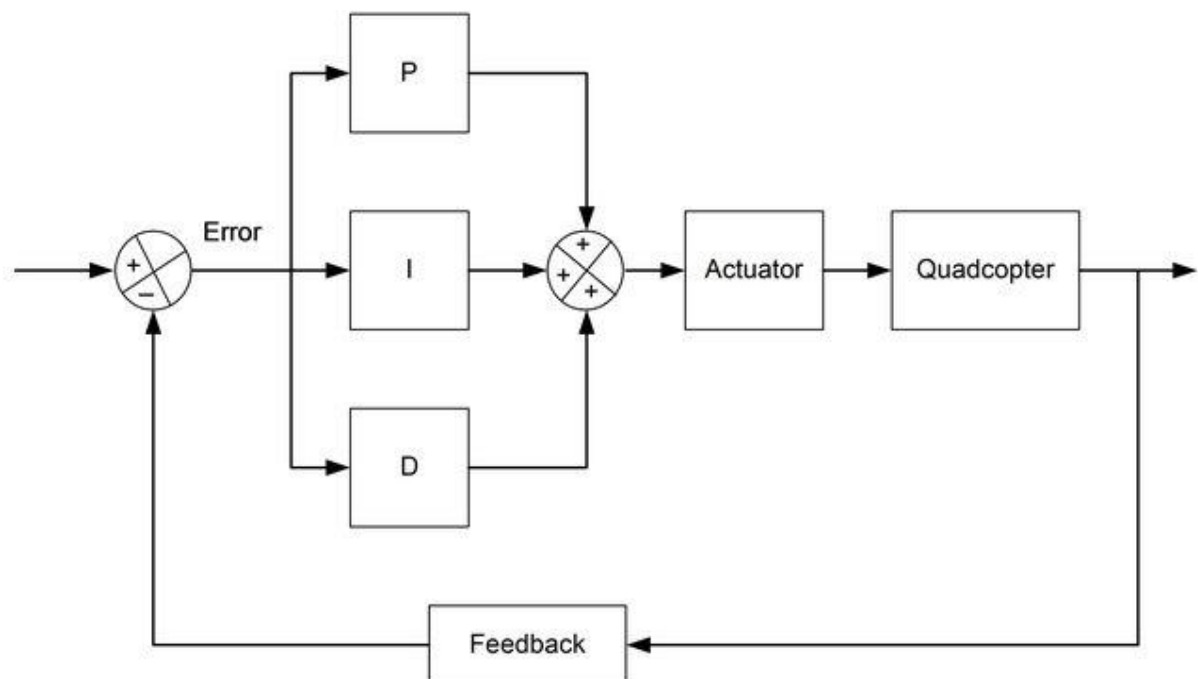 P
Error
+
−
I
+
+
+
Actuator
Quadcopter
D
Feedback